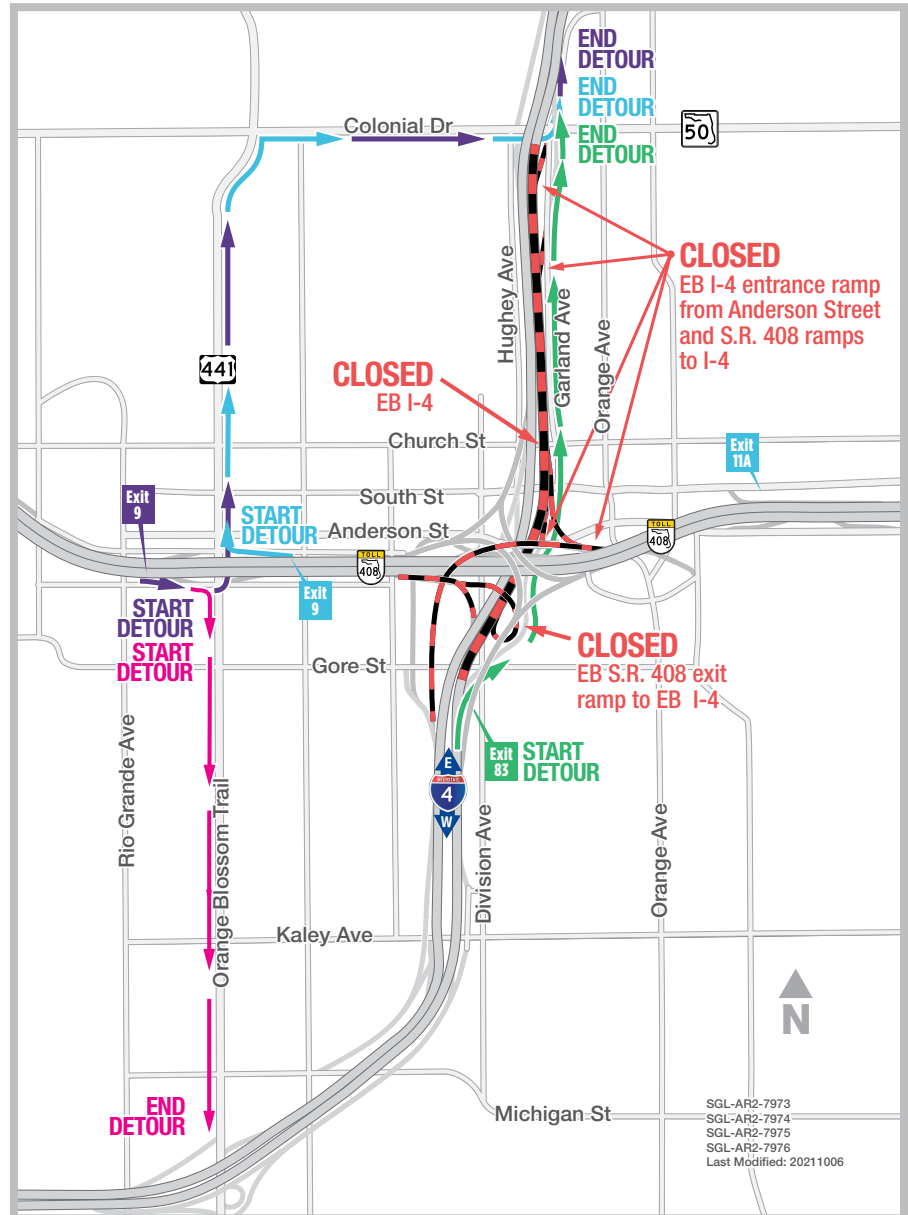 END
DETOUR
END
DETOUR
END
DETOUR
Colonial Dr
50
Hughey Ave
Garland Ave
Orange Ave
CLOSED
EB I-4 entrance ramp
from Anderson Street
and S.R. 408 ramps
to I-4
441
CLOSED
EB I-4
Church St
Exit
11A
Exit
9
South St
START
DETOUR
Anderson St
TOLL
408
TOLL
408
Exit
9
START
DETOUR
START
DETOUR
Gore St
CLOSED
EB S.R. 408 exit
ramp to EB I-4
Exit
83
START
DETOUR
E
INTERSTATE
4
W
Rio Grande Ave
Orange Blossom Trail
Division Ave
Orange Ave
Kaley Ave
N
END
DETOUR
Michigan St
SGL-AR2-7973
SGL-AR2-7974
SGL-AR2-7975
SGL-AR2-7976
Last Modified: 20211006